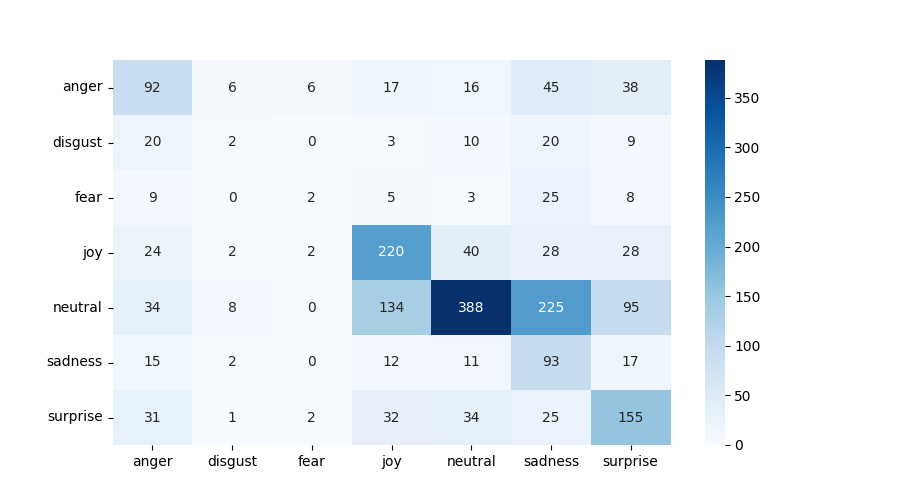 anger 92 6 6 17 16 45 38
disgust 20 2 0 3 10 20 9
fear 9 0 2 5 3 25 8
joy 24 2 2 220 40 28 28
neutral 34 8 0 134 388 225 95
sadness 15 2 0 12 11 93 17
surprise 31 1 2 32 34 25 155
anger disgust fear joy neutral sadness surprise
350
300
250
200
150
100
50
0